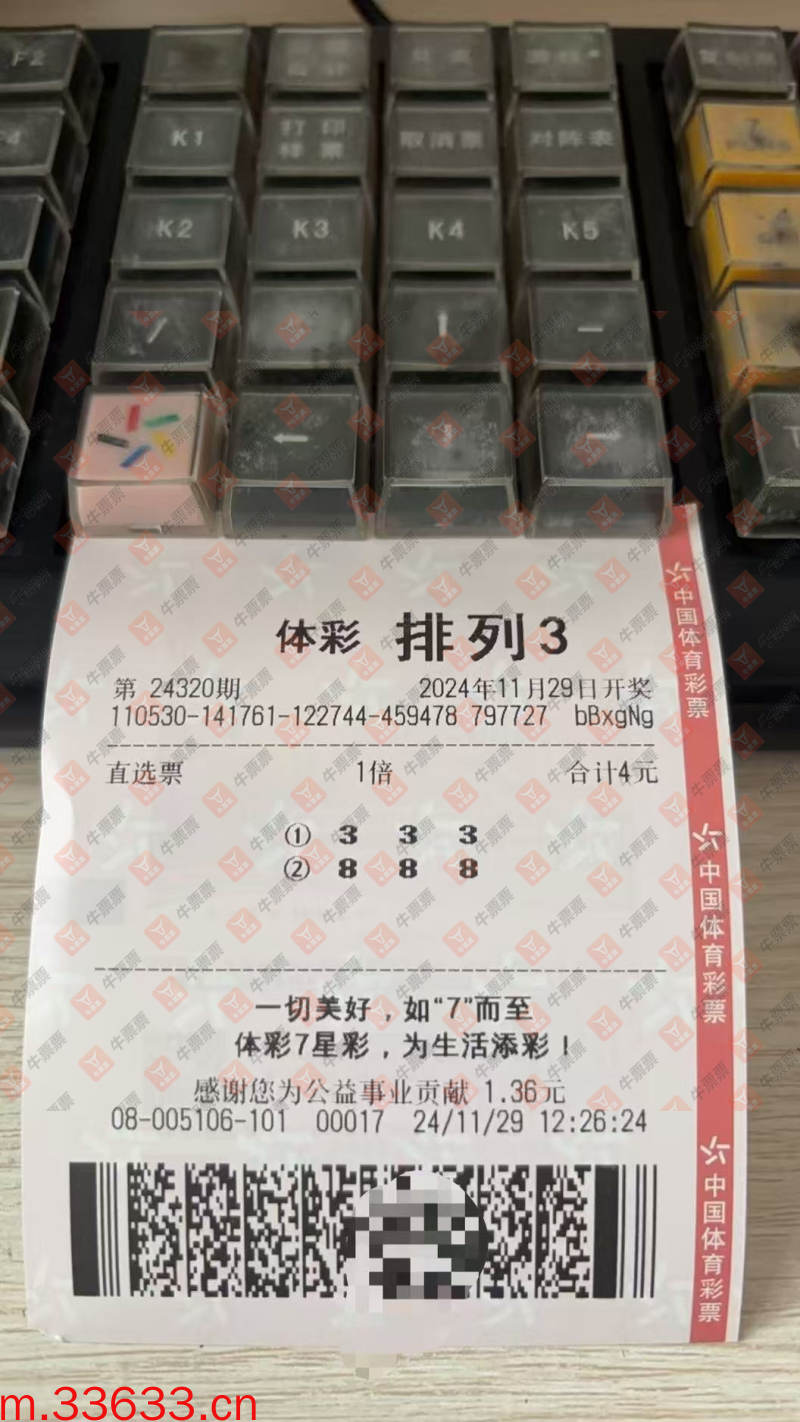 F2
K1
打印
样票
取消票
对阵表
K2
K3
K4
K5
体彩 排列3
第 24320期 2024年11月29日开奖
110530-141761-122744-459478 797727 bBxgNg
直选票 1倍 合计4元
① 3 3 3
② 8 8 8
一切美好，如“7”而至
体彩7星彩，为生活添彩！
感谢您为公益事业贡献 1.36元
08-005106-101 00017 24/11/29 12:26:24
中国体育彩票
中国体育彩票
中国体育彩票
牛票票
m.33633.cn